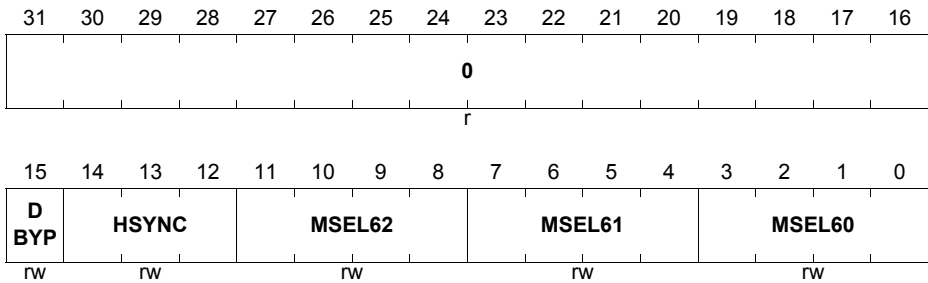 31 30 29 28 27 26 25 24 23 22 21 20 19 18 17 16
0
r
15 14 13 12 11 10 9 8 7 6 5 4 3 2 1 0
D BYP HSYNC MSEL62 MSEL61 MSEL60
rw rw rw rw rw